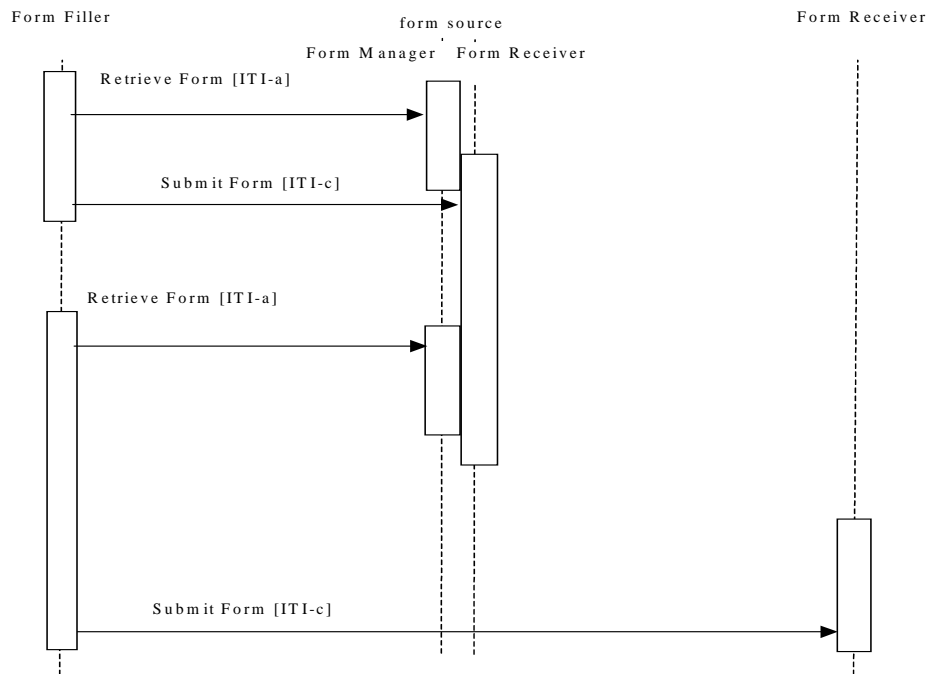 Form Filler
form source
Form Receiver
Form Manager
Form Receiver
Retrieve Form [ITI-a]
Submit Form [ITI-c]
Retrieve Form [ITI-a]
Submit Form [ITI-c]